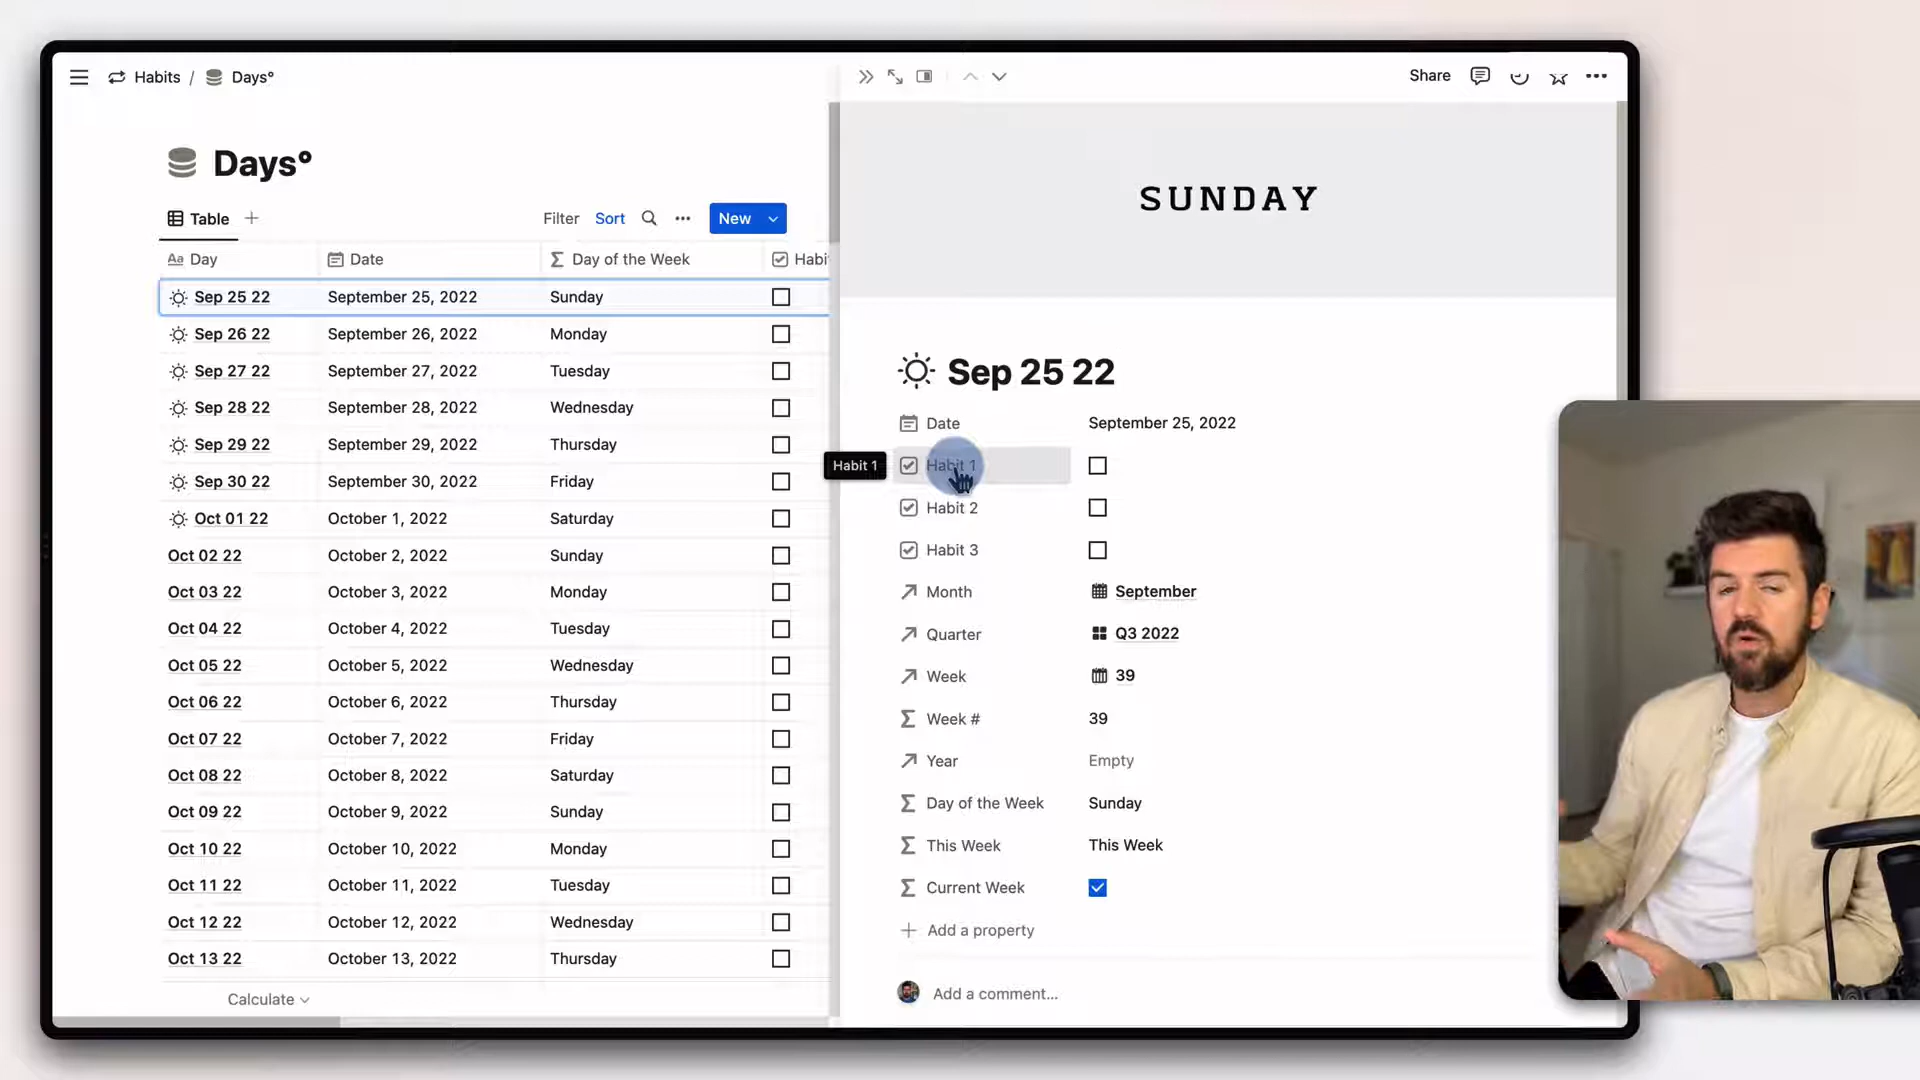 Habits / Days°
Share
Days°
Table
Filter Sort New
Aa Day Date Day of the Week Habi
Sep 25 22 September 25, 2022 Sunday
Sep 26 22 September 26, 2022 Monday
Sep 27 22 September 27, 2022 Tuesday
Sep 28 22 September 28, 2022 Wednesday
Sep 29 22 September 29, 2022 Thursday
Sep 30 22 September 30, 2022 Friday
Oct 01 22 October 1, 2022 Saturday
Oct 02 22 October 2, 2022 Sunday
Oct 03 22 October 3, 2022 Monday
Oct 04 22 October 4, 2022 Tuesday
Oct 05 22 October 5, 2022 Wednesday
Oct 06 22 October 6, 2022 Thursday
Oct 07 22 October 7, 2022 Friday
Oct 08 22 October 8, 2022 Saturday
Oct 09 22 October 9, 2022 Sunday
Oct 10 22 October 10, 2022 Monday
Oct 11 22 October 11, 2022 Tuesday
Oct 12 22 October 12, 2022 Wednesday
Oct 13 22 October 13, 2022 Thursday
Calculate
SUNDAY
Sep 25 22
Date September 25, 2022
Habit 1
Habit 1
Habit 2
Habit 3
Month September
Quarter Q3 2022
Week 39
Week # 39
Year Empty
Day of the Week Sunday
This Week This Week
Current Week
Add a property
Add a comment...